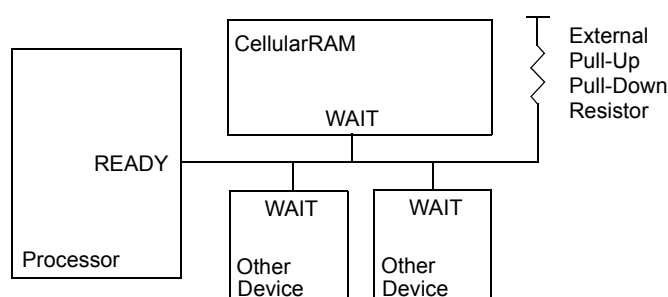 CellularRAM
External
Pull-Up
Pull-Down
Resistor
WAIT
READY
WAIT
WAIT
Processor
Other
Device
Other
Device